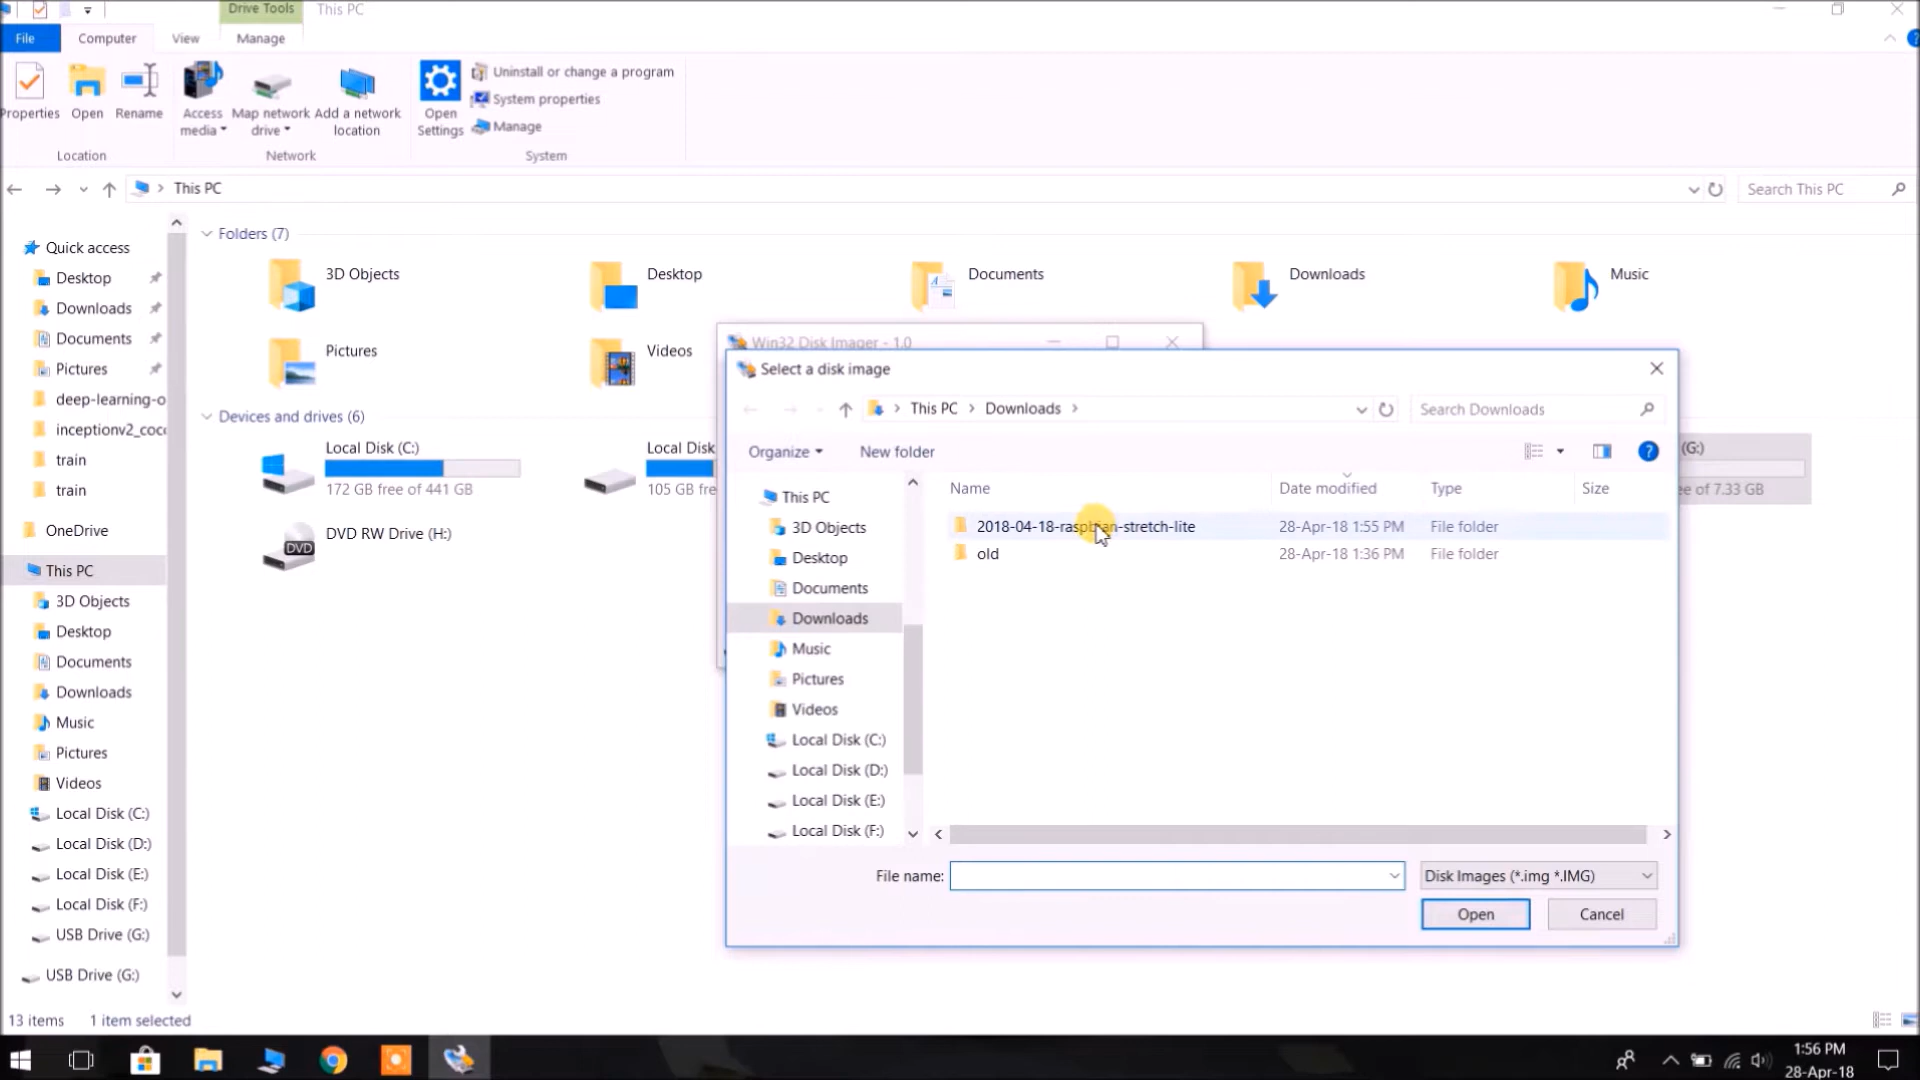 Drive Tools
This PC
File
Computer
View
Manage
Properties
Open
Rename
Access media
Map network drive
Add a network location
Open Settings
Uninstall or change a program
System properties
Manage
Location
Network
System
This PC
Search This PC
Quick access
Desktop
Downloads
Documents
Pictures
deep-learning-o
inceptionv2_coc
train
train
OneDrive
This PC
3D Objects
Desktop
Documents
Downloads
Music
Pictures
Videos
Local Disk (C:)
Local Disk (D:)
Local Disk (E:)
Local Disk (F:)
USB Drive (G:)
USB Drive (G:)
Folders (7)
3D Objects
Desktop
Documents
Downloads
Music
Pictures
Videos
Devices and drives (6)
Local Disk (C:)
172 GB free of 441 GB
Local Disk
105 GB fre
(G:)
ee of 7.33 GB
DVD
DVD RW Drive (H:)
Win32 Disk Imager - 1.0
Select a disk image
This PC
Downloads
Search Downloads
Organize
New folder
This PC
3D Objects
Desktop
Documents
Downloads
Music
Pictures
Videos
Local Disk (C:)
Local Disk (D:)
Local Disk (E:)
Local Disk (F:)
Name Date modified Type Size
2018-04-18-raspbian-stretch-lite 28-Apr-18 1:55 PM File folder
old 28-Apr-18 1:36 PM File folder
File name:
Disk Images (*.img *.IMG)
Open
Cancel
13 items 1 item selected
1:56 PM
28-Apr-18